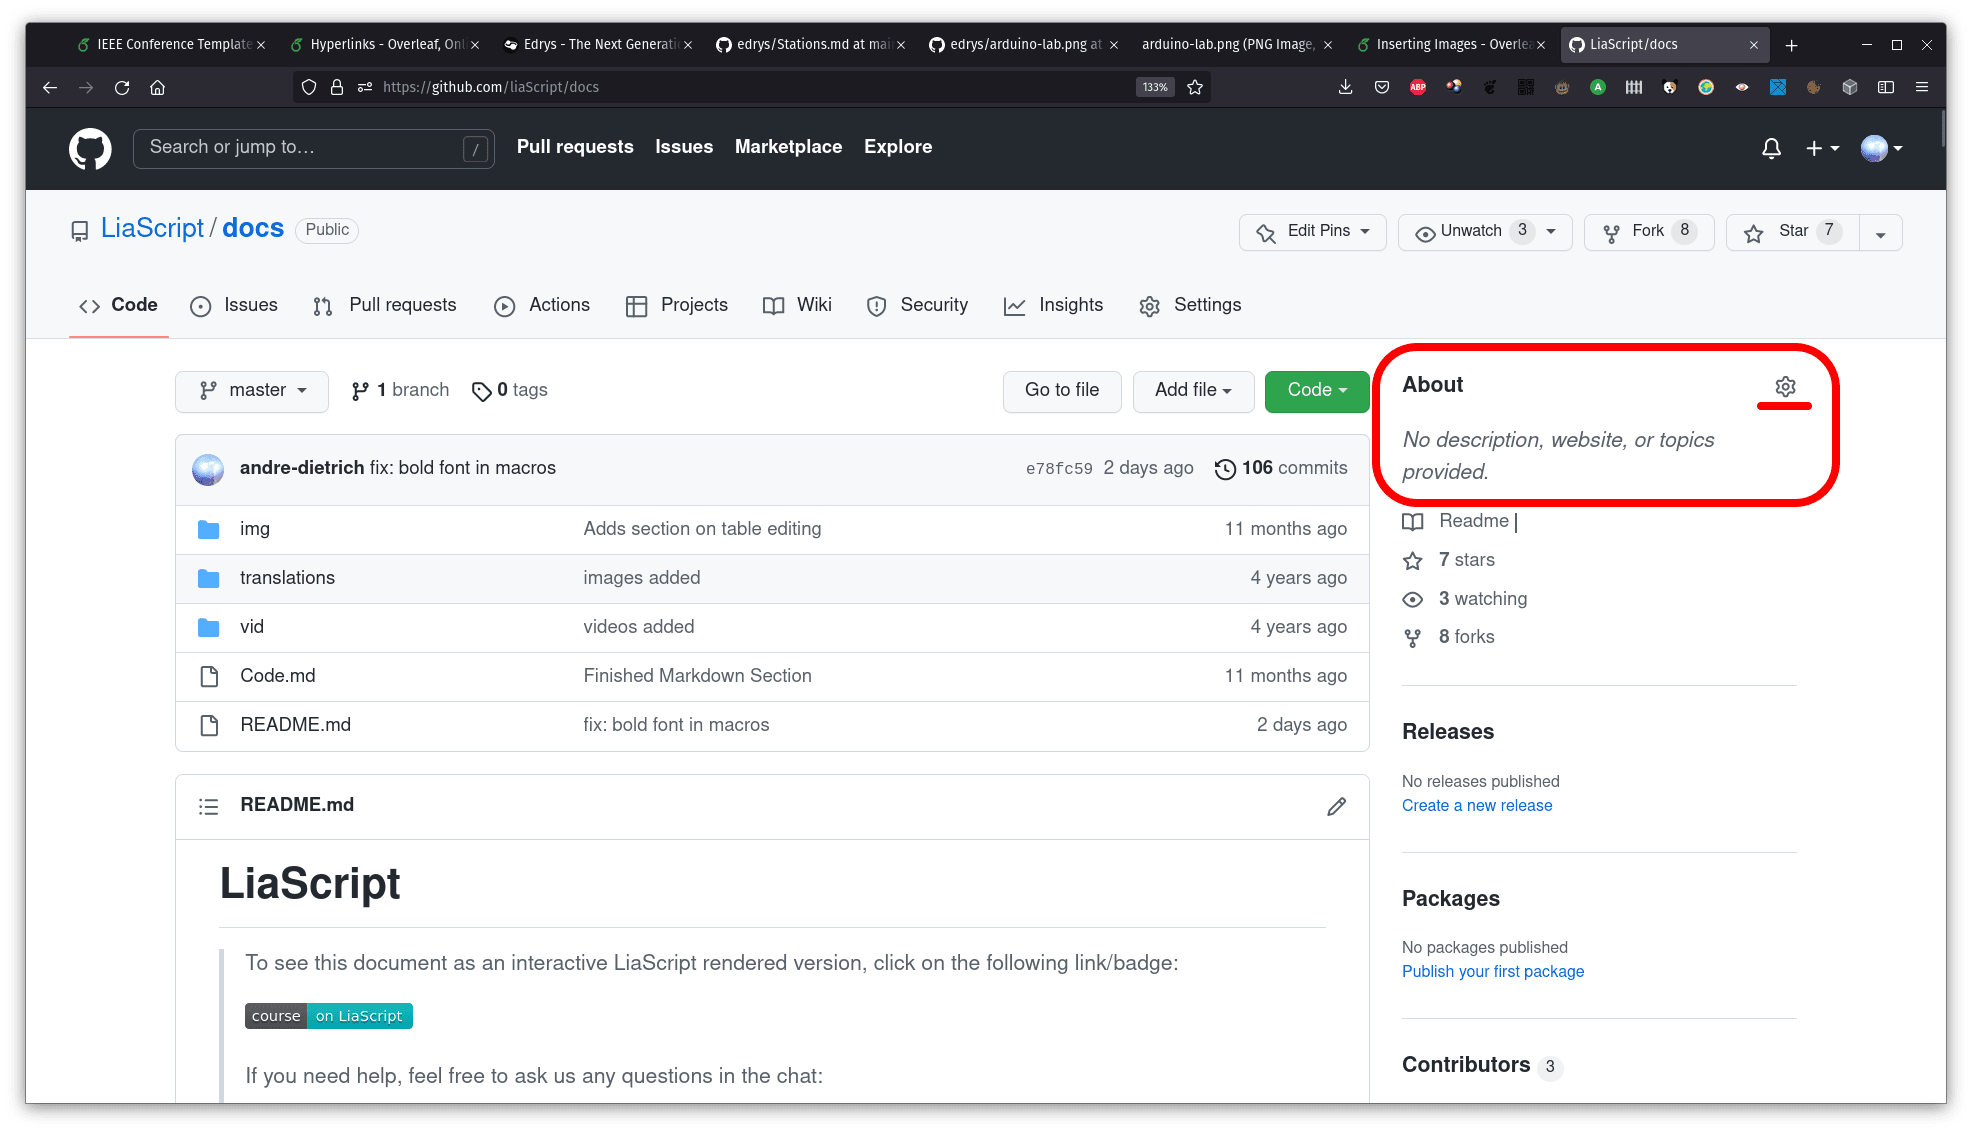 IEEE Conference Template
Hyperlinks - Overleaf, Onl
Edrys - The Next Generati
edrys/Stations.md at mai
edrys/arduino-lab.png at
arduino-lab.png (PNG Image,
Inserting Images - Overlea
LiaScript/docs
https://github.com/liaScript/docs
133%
ABP
A
Search or jump to…
/
Pull requests
Issues
Marketplace
Explore
LiaScript / docs
Public
Edit Pins
Unwatch 3
Fork 8
Star 7
Code
Issues
Pull requests
Actions
Projects
Wiki
Security
Insights
Settings
master
1 branch
0 tags
Go to file
Add file
Code
andre-dietrich fix: bold font in macros
e78fc59 2 days ago
106 commits
img
Adds section on table editing
11 months ago
translations
images added
4 years ago
vid
videos added
4 years ago
Code.md
Finished Markdown Section
11 months ago
README.md
fix: bold font in macros
2 days ago
README.md
LiaScript
To see this document as an interactive LiaScript rendered version, click on the following link/badge:
course on LiaScript
If you need help, feel free to ask us any questions in the chat:
About
No description, website, or topics
provided.
Readme
7 stars
3 watching
8 forks
Releases
No releases published
Create a new release
Packages
No packages published
Publish your first package
Contributors 3